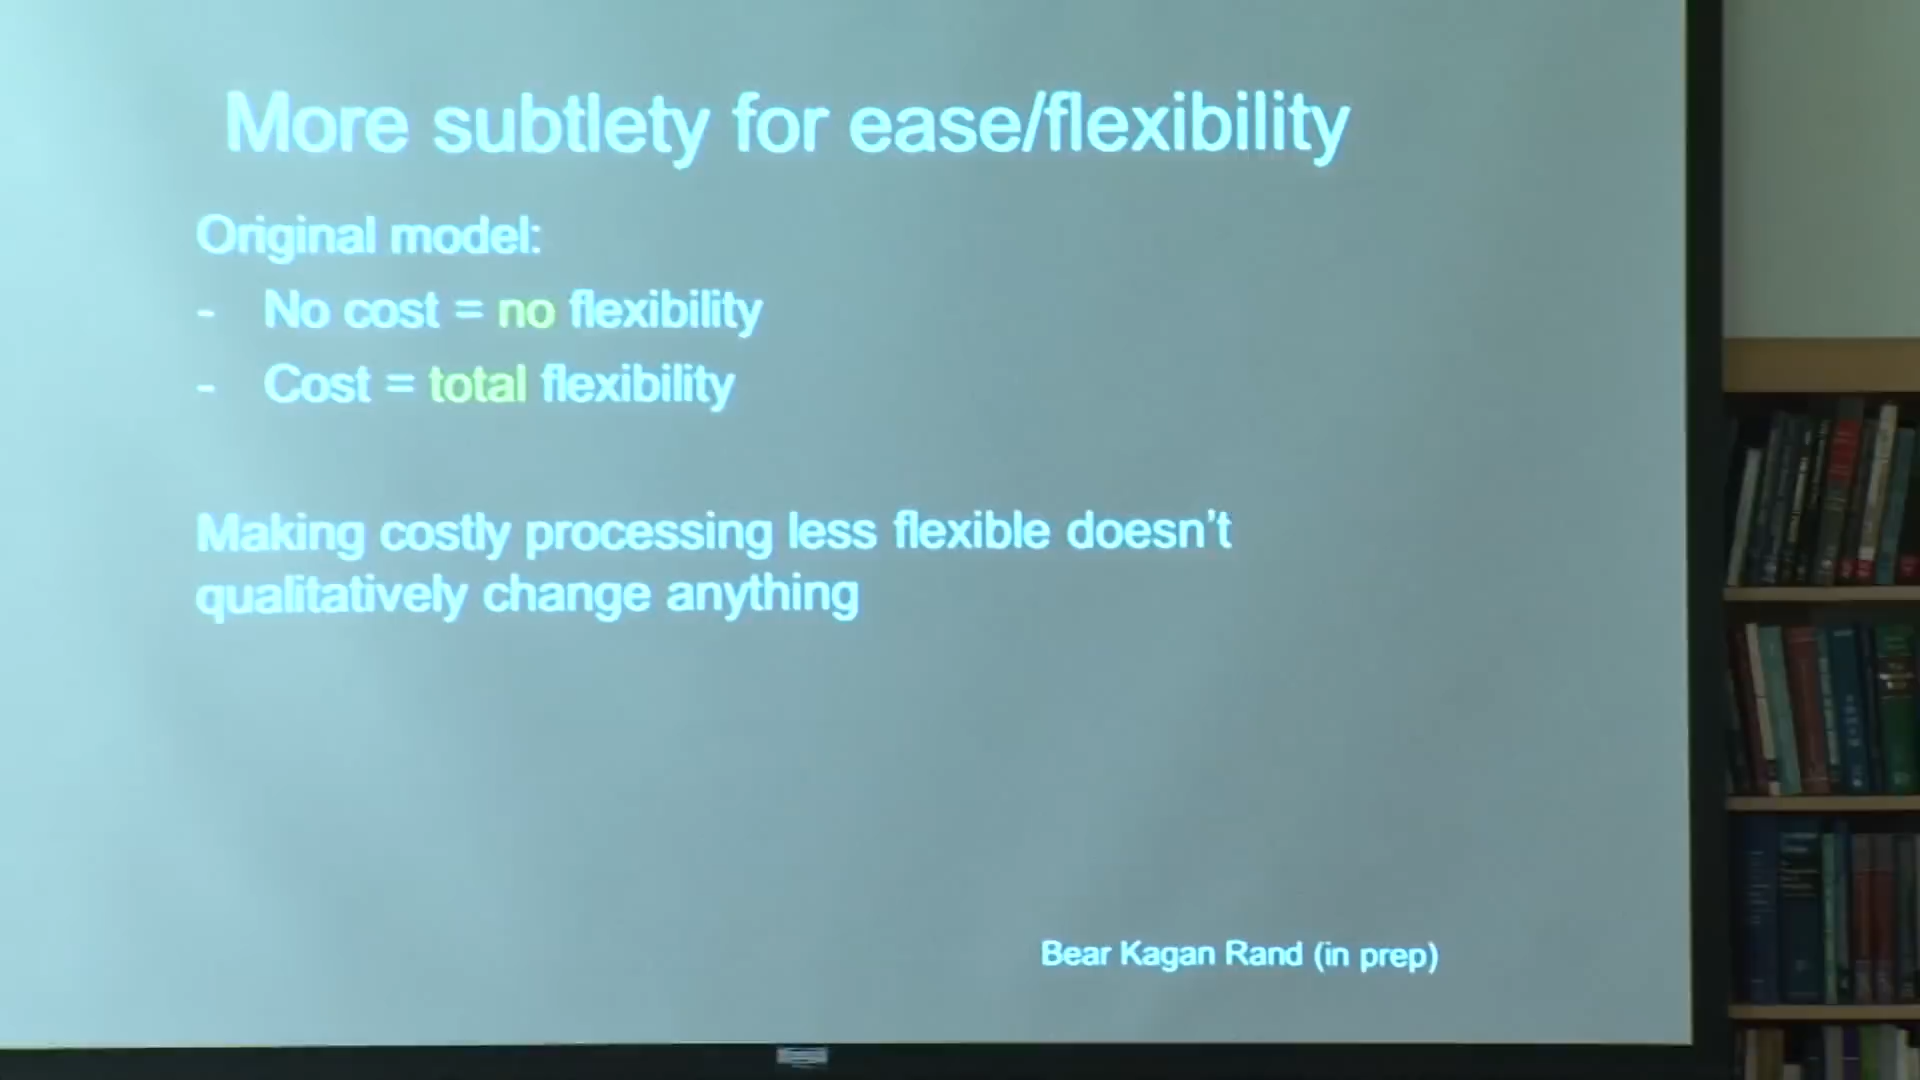 More subtlety for ease/flexibility
Original model:
- No cost = no flexibility
- Cost = total flexibility
Making costly processing less flexible doesn't
qualitatively change anything
Bear Kagan Rand (in prep)